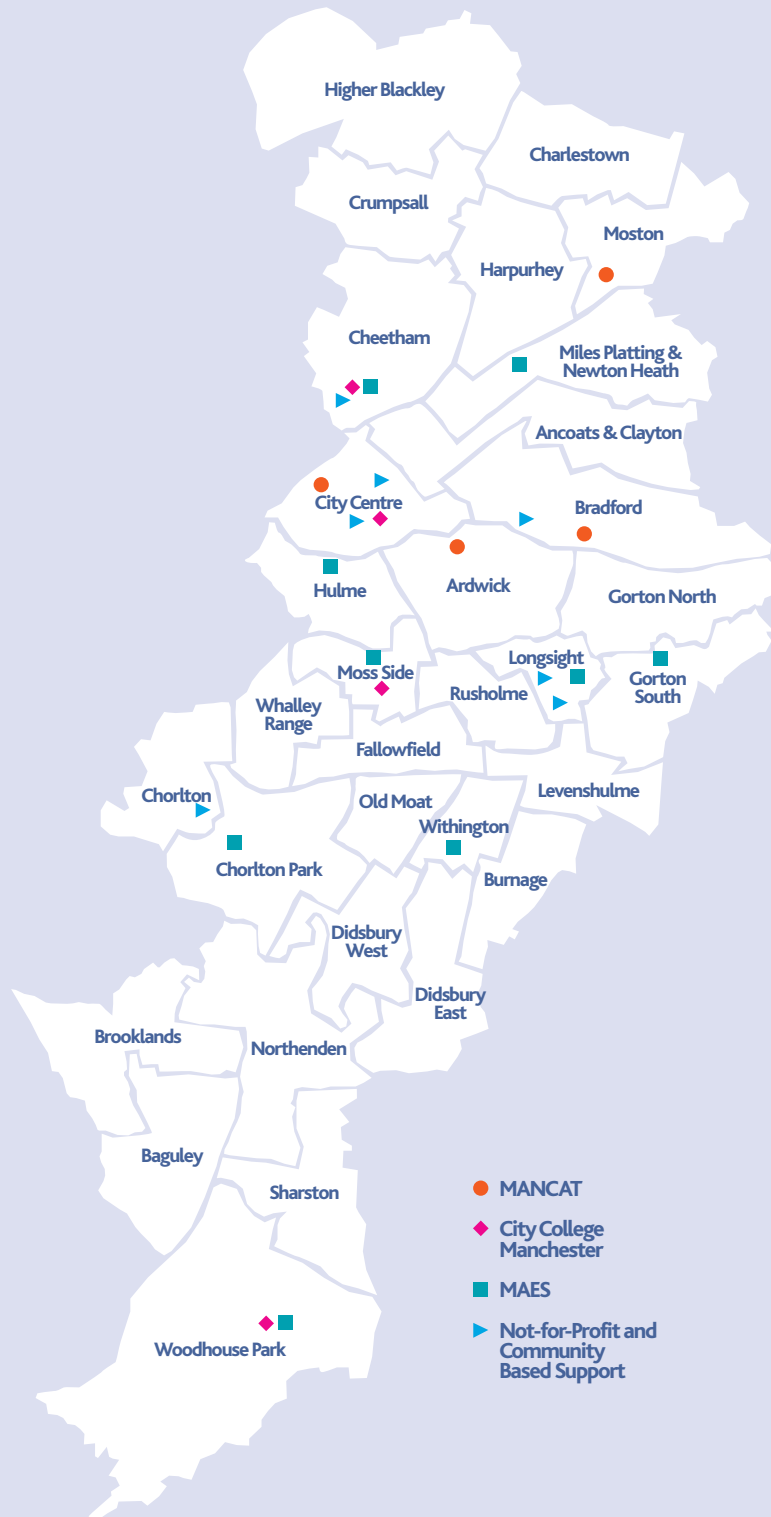 Higher Blackley
Charlestown
Crumpsall
Moston
Harpurhey
Cheetham
Miles Platting &
Newton Heath
Ancoats & Clayton
City Centre
Bradford
Ardwick
Hulme
Gorton North
Longsight
Moss Side
Gorton
South
Rusholme
Whalley
Range
Fallowfield
Levenshulme
Chorlton
Old Moat
Withington
Chorlton Park
Burnage
Didsbury
West
Didsbury
East
Brooklands
Northenden
Baguley
Sharston
MANCAT
City College
Manchester
MAES
Not-for-Profit and
Community
Based Support
Woodhouse Park